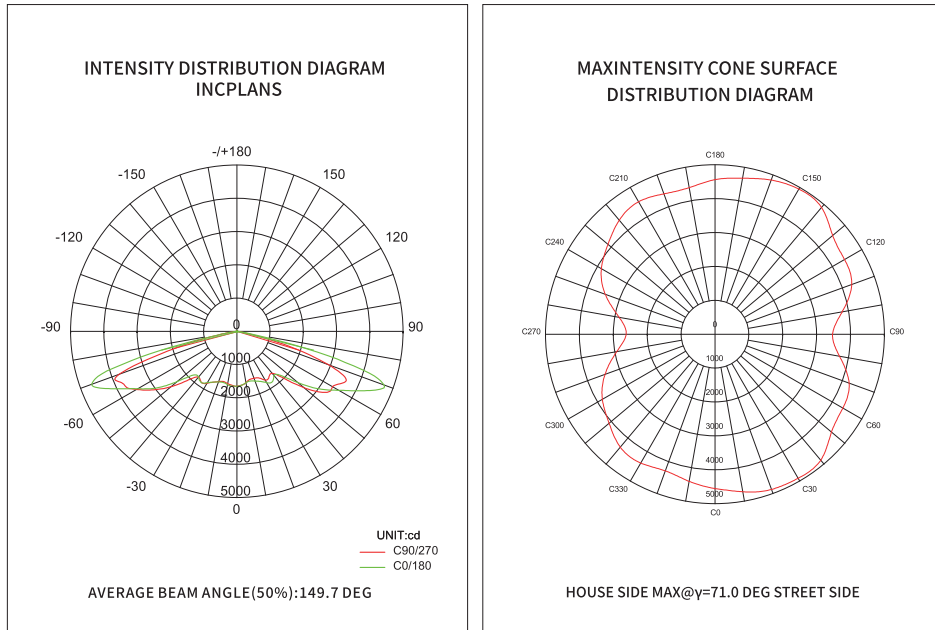 INTENSITY DISTRIBUTION DIAGRAM
INCPLANS
-/+180
-150
150
-120
120
-90
90
-60
60
-30
30
0
0
1000
2000
3000
4000
5000
UNIT:cd
C90/270
C0/180
AVERAGE BEAM ANGLE(50%):149.7 DEG
MAXINTENSITY CONE SURFACE
DISTRIBUTION DIAGRAM
C180
C210
C150
C240
C120
C270
C90
C300
C60
C330
C30
C0
0
1000
2000
3000
4000
5000
HOUSE SIDE MAX@γ=71.0 DEG STREET SIDE